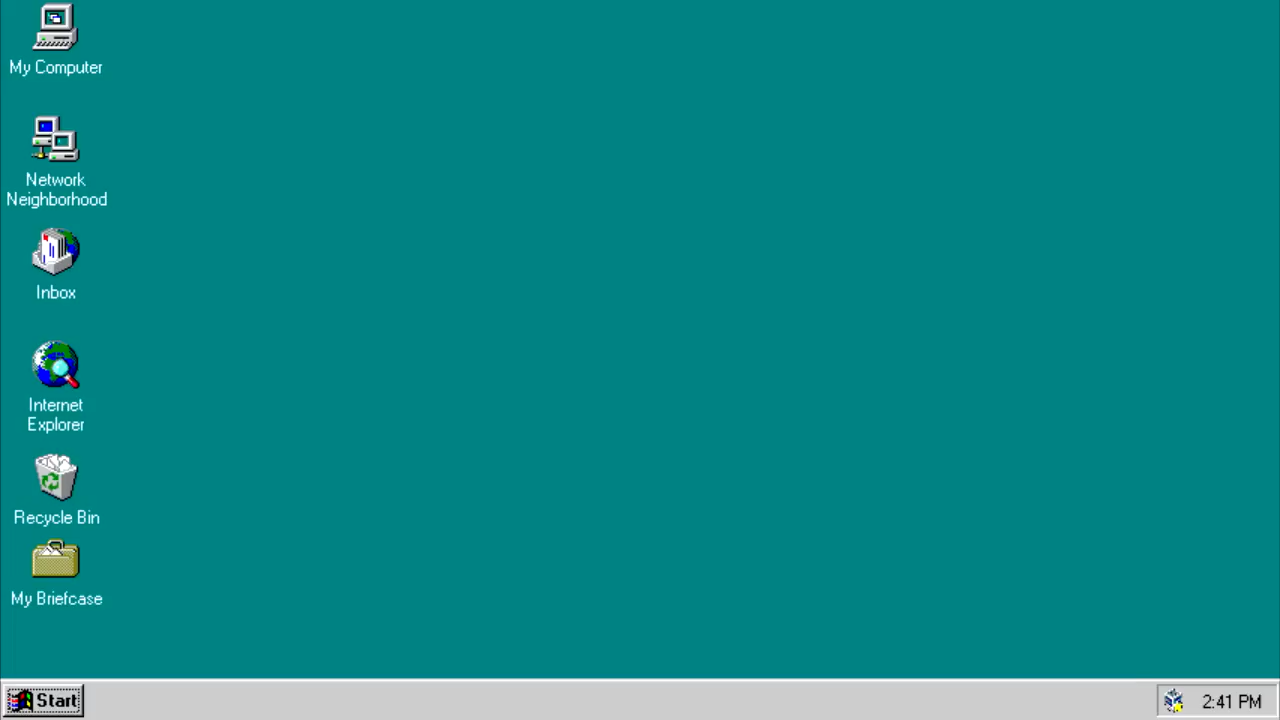 My Computer
Network
Neighborhood
Inbox
Internet
Explorer
Recycle Bin
My Briefcase
Start
2:41 PM